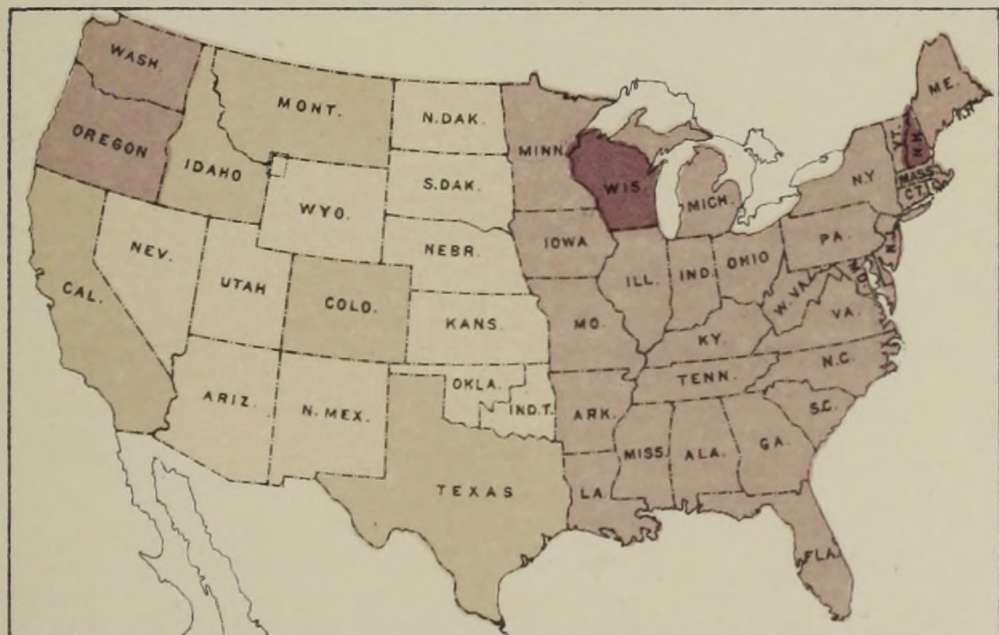 WASH.
OREGON
IDAHO
MONT.
N.DAK.
S.DAK.
WYO.
NEBR.
NEV.
UTAH
COLO.
KANS.
CAL.
ARIZ.
N. MEX.
OKLA.
IND.T.
TEXAS
MINN.
IOWA
MO.
ARK.
LA.
WIS.
ILL.
MICH.
IND.
OHIO
KY.
TENN.
MISS.
ALA.
GA.
FLA.
S.C.
N.C.
VA.
W.VA.
MD.
PA.
N.J.
N.Y.
CT.
MASS.
VT.
N.H.
ME.